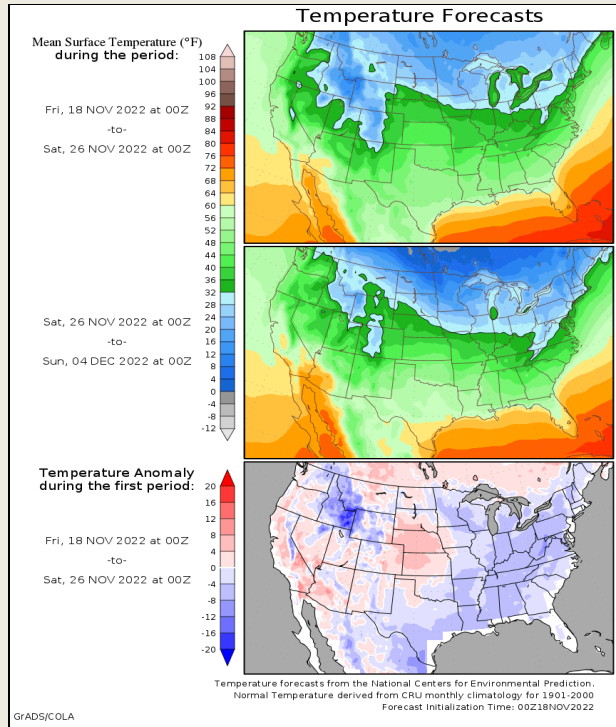 Temperature Forecasts
Mean Surface Temperature (°F)
during the period:
Fri, 18 NOV 2022 at 00Z
-to-
Sat, 26 NOV 2022 at 00Z
108
104
100
96
92
88
84
80
76
72
68
64
60
56
52
48
44
40
36
32
28
24
20
16
12
8
4
0
-4
-8
-12
Sat, 26 NOV 2022 at 00Z
-to-
Sun, 04 DEC 2022 at 00Z
Temperature Anomaly
during the first period:
Fri, 18 NOV 2022 at 00Z
-to-
Sat, 26 NOV 2022 at 00Z
20
16
12
8
4
0
-4
-8
-12
-16
-20
Temperature forecasts from the National Centers for Environmental Prediction.
Normal Temperature derived from CRU monthly climatology for 1901-2000
Forecast Initialization Time: 00Z18NOV2022
GrADS/COLA